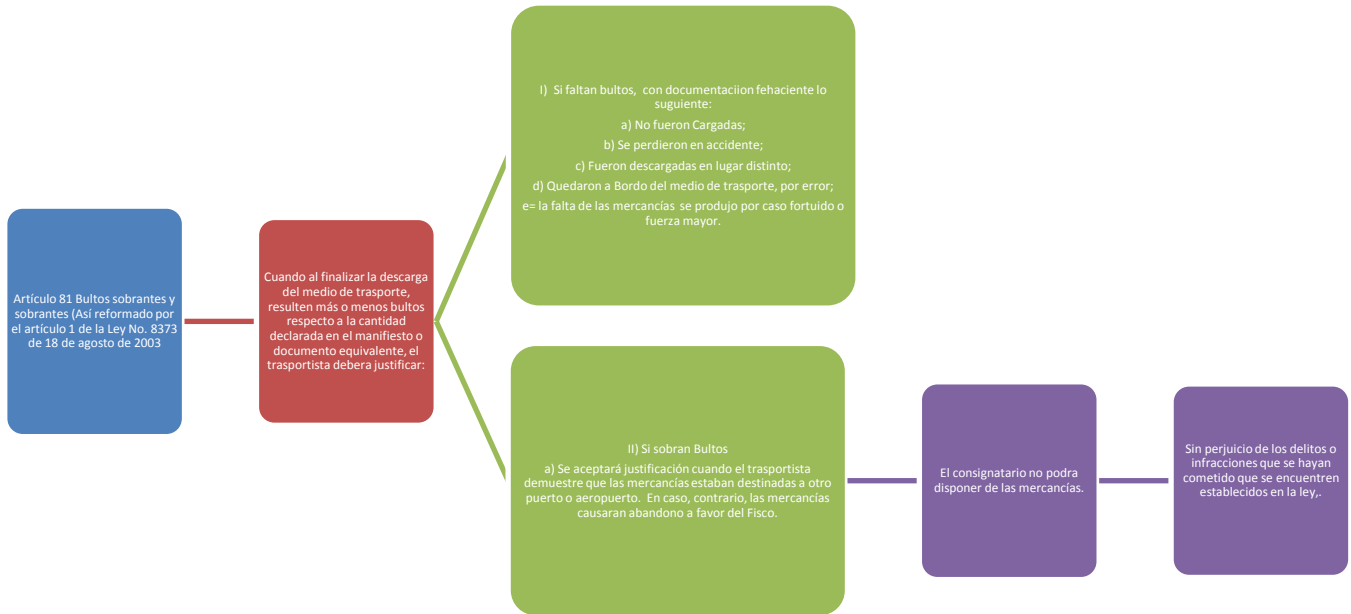 Artículo 81 Bultos sobrantes y
sobrantes (Así reformado por
el artículo 1 de la Ley No. 8373
de 18 de agosto de 2003
Cuando al finalizar la descarga
del medio de trasporte,
resulten más o menos bultos
respecto a la cantidad
declarada en el manifiesto o
documento equivalente, el
trasportista debera justificar:
I) Si faltan bultos, con documentaciion fehaciente lo
suguiente:
a) No fueron Cargadas;
b) Se perdieron en accidente;
c) Fueron descargadas en lugar distinto;
d) Quedaron a Bordo del medio de trasporte, por error;
e= la falta de las mercancías se produjo por caso fortuido o
fuerza mayor.
II) Si sobran Bultos
a) Se aceptará justificación cuando el trasportista
demuestre que las mercancías estaban destinadas a otro
puerto o aeropuerto. En caso, contrario, las mercancías
causaran abandono a favor del Fisco.
El consignatario no podra
disponer de las mercancías.
Sin perjuicio de los delitos o
infracciones que se hayan
cometido que se encuentren
establecidos en la ley,.